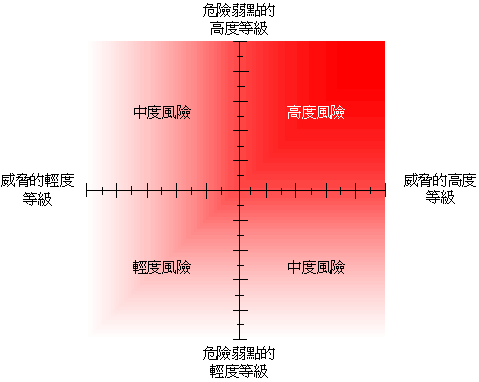 危險弱點的
高度等級
中度風險
高度風險
威脅的輕度
等級
威脅的高度
等級
輕度風險
中度風險
危險弱點的
輕度等級